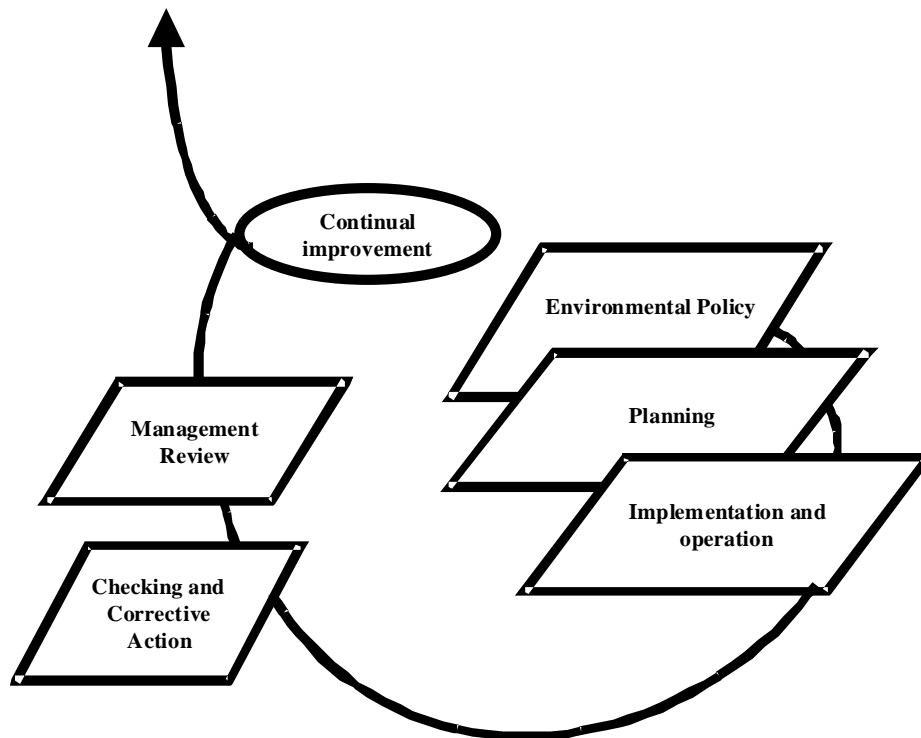 Continual
improvement
Environmental Policy
Planning
Implementation and
operation
Management
Review
Checking and
Corrective
Action